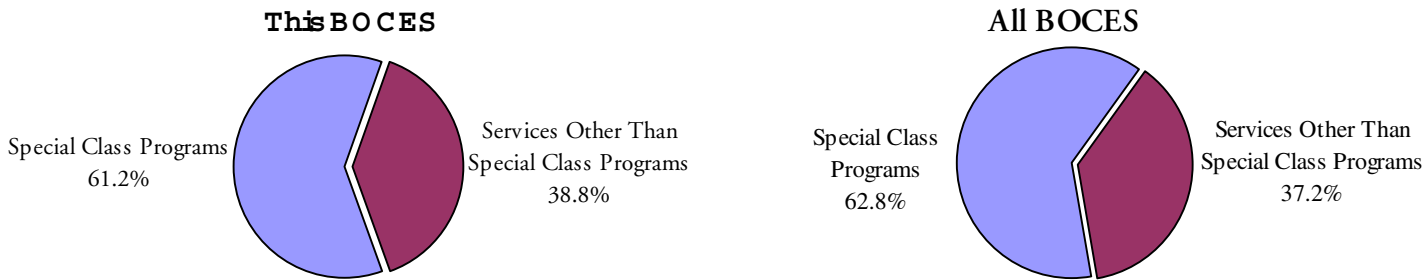 This BOCES
Special Class Programs
61.2%
Services Other Than
Special Class Programs
38.8%
All BOCES
Special Class
Programs
62.8%
Services Other Than
Special Class Programs
37.2%